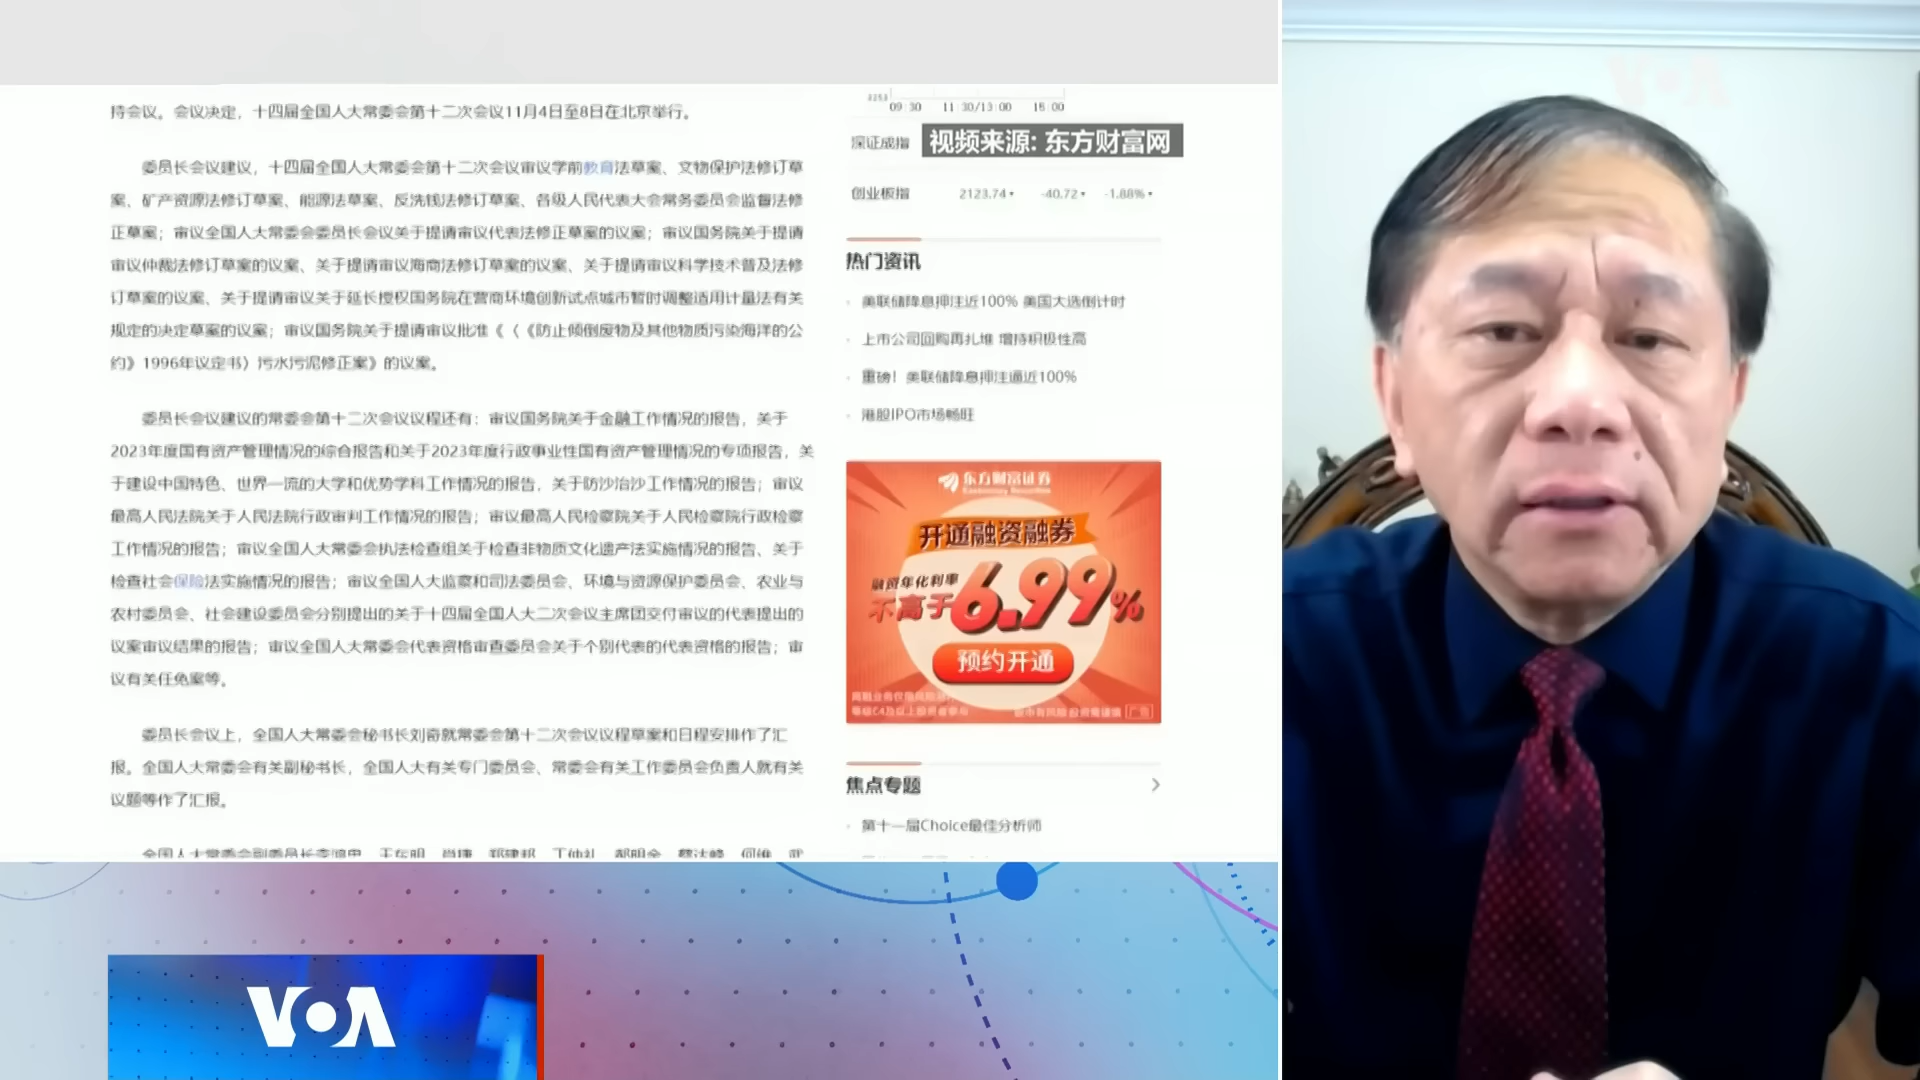 持会议。会议决定，十四届全国人大常委会第十二次会议11月4日至8日在北京举行。
委员长会议建议，十四届全国人大常委会第十二次会议审议学前教育法草案、文物保护法修订草
案、矿产资源法修订草案、能源法草案、反洗钱法修订草案、各级人民代表大会常务委员会监督法修
正草案；审议全国人大常委会委员长会议关于提请审议代表法修正草案的议案；审议国务院关于提请
审议仲裁法修订草案的议案、关于提请审议海商法修订草案的议案、关于提请审议科学技术普及法修
订草案的议案、关于提请审议关于延长授权国务院在营商环境创新试点城市暂时调整适用计量法有关
规定的决定草案的议案；审议国务院关于提请审议批准《〈《防止倾倒废物及其他物质污染海洋的公
约》1996年议定书〉污水污泥修正案》的议案。
委员长会议建议的常委会第十二次会议议程还有：审议国务院关于金融工作情况的报告，关于
2023年度国有资产管理情况的综合报告和关于2023年度行政事业性国有资产管理情况的专项报告，关
于建设中国特色、世界一流的大学和优势学科工作情况的报告，关于防沙治沙工作情况的报告；审议
最高人民法院关于人民法院行政审判工作情况的报告；审议最高人民检察院关于人民检察院行政检察
工作情况的报告；审议全国人大常委会执法检查组关于检查非物质文化遗产法实施情况的报告、关于
检查社会保险法实施情况的报告；审议全国人大监察和司法委员会、环境与资源保护委员会、农业与
农村委员会、社会建设委员会分别提出的关于十四届全国人大二次会议主席团交付审议的代表提出的
议案审议结果的报告；审议全国人大常委会代表资格审查委员会关于个别代表的代表资格的报告；审
议有关任免案等。
委员长会议上，全国人大常委会秘书长刘奇就常委会第十二次会议议程草案和日程安排作了汇
报。全国人大常委会有关副秘书长，全国人大有关专门委员会、常委会有关工作委员会负责人就有关
议题等作了汇报。
全国人大常委会副委员长李鸿忠、王东明、肖捷、郑建邦、丁仲礼、郝明金、蔡达峰、何维、武
09:30 11:30/13:00 15:00
深证成指
视频来源: 东方财富网
创业板指 2123.74 -40.72 -1.88%
热门资讯
美联储降息押注近100% 美国大选倒计时
上市公司回购再扎堆 增持积极性高
重磅！美联储降息押注逼近100%
港股IPO市场畅旺
东方财富证券
开通融资融券
融资年化利率
不高于6.99%
预约开通
广告
焦点专题
第十一届Choice最佳分析师
VOA
VOA